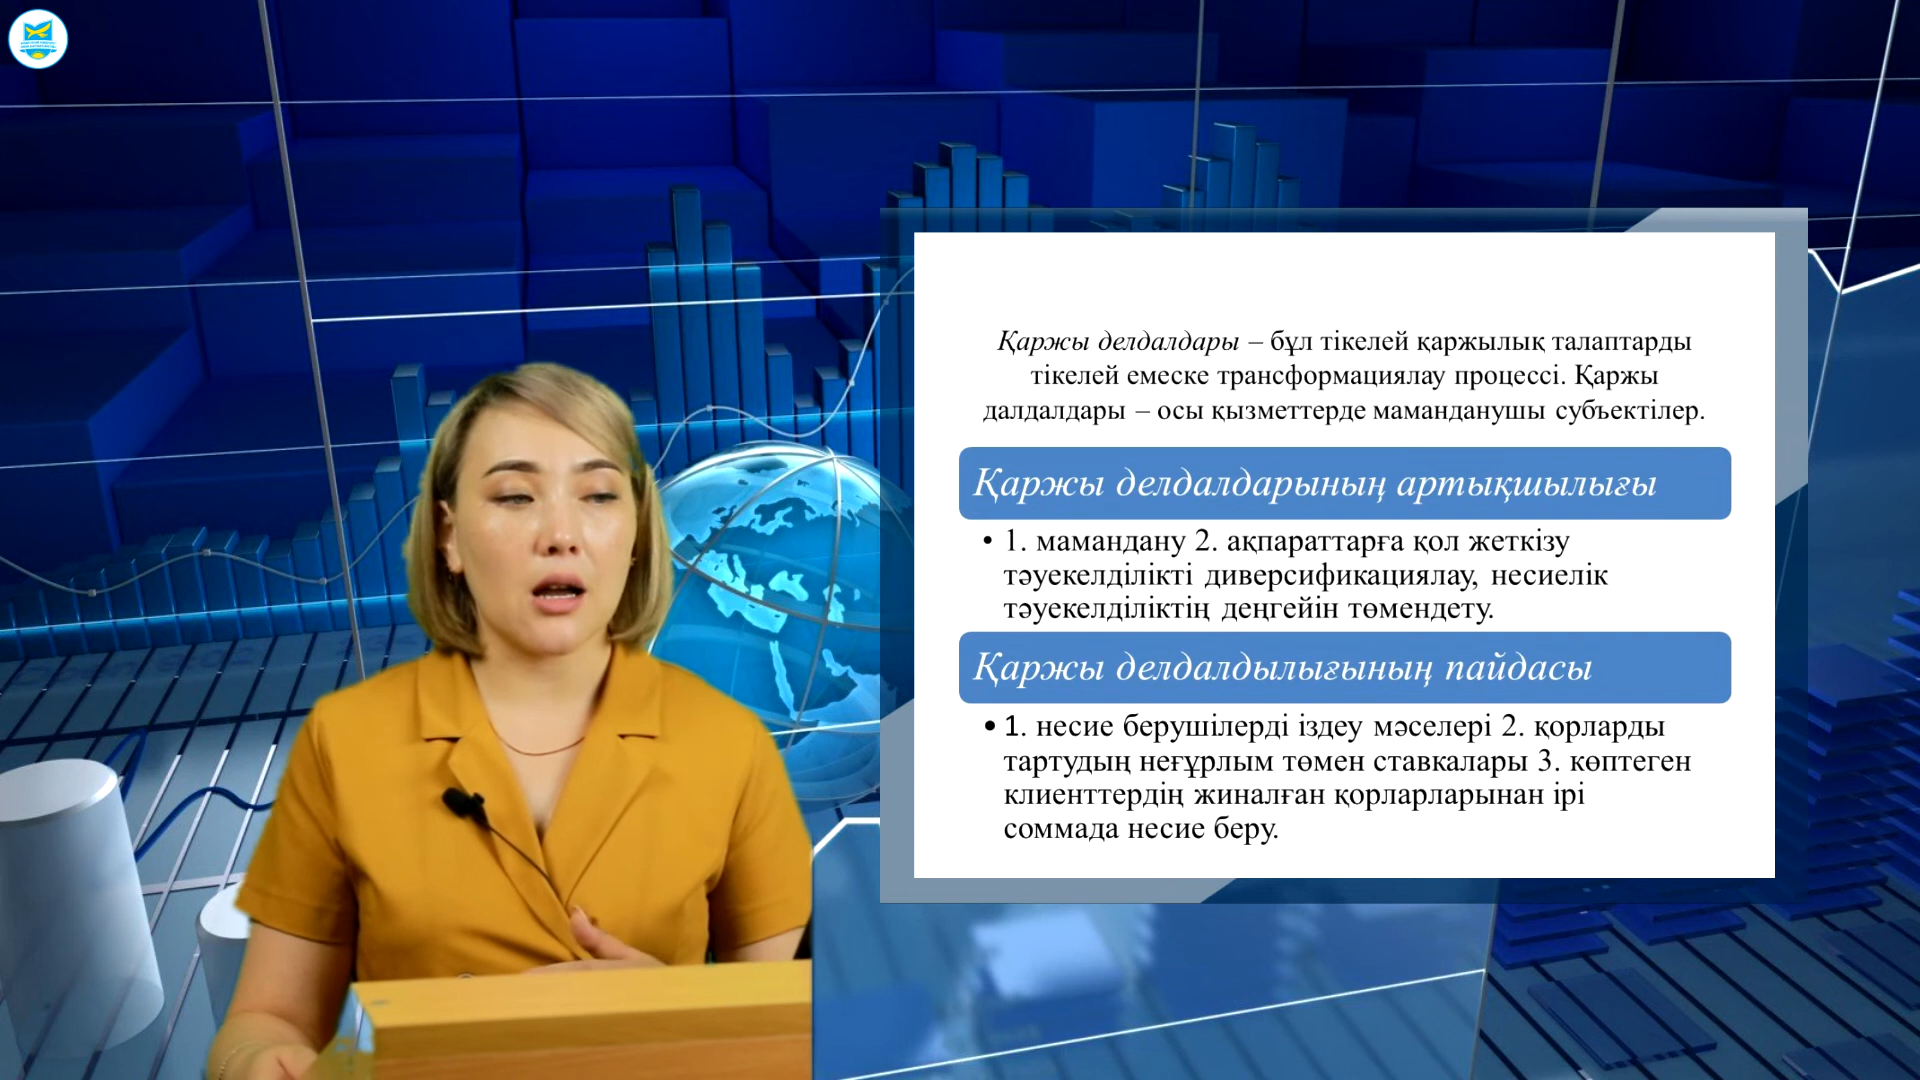 Қаржы делдалдары – бұл тікелей қаржылық талаптарды
тікелей емеске трансформациялау процессі. Қаржы
далдалдары – осы қызметтерде маманданушы субъектілер.
Қаржы делдалдарының артықшылығы
• 1. мамандану 2. ақпараттарға қол жеткізу
тәуекелділікті диверсификациялау, несиелік
тәуекелділіктің деңгейін төмендету.
Қаржы делдалдылығының пайдасы
• 1. несие берушілерді іздеу мәселері 2. қорларды
тартудың неғұрлым төмен ставкалары 3. көптеген
клиенттердің жиналған қорларларынан ірі
соммада несие беру.